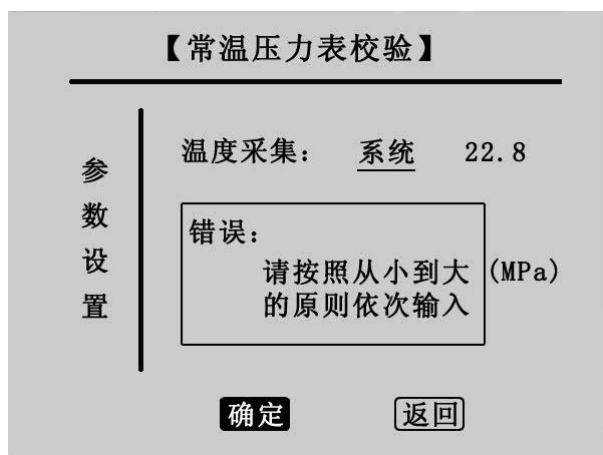 【常温压力表校验】
参数设置
温度采集： 系统 22.8
错误：
请按照从小到大 (MPa)
的原则依次输入
确定 返回